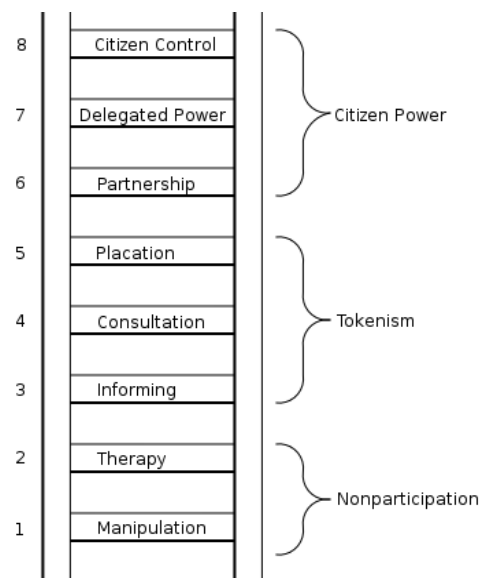 8 Citizen Control
7 Delegated Power Citizen Power
6 Partnership
5 Placation
4 Consultation Tokenism
3 Informing
2 Therapy
Nonparticipation
1 Manipulation